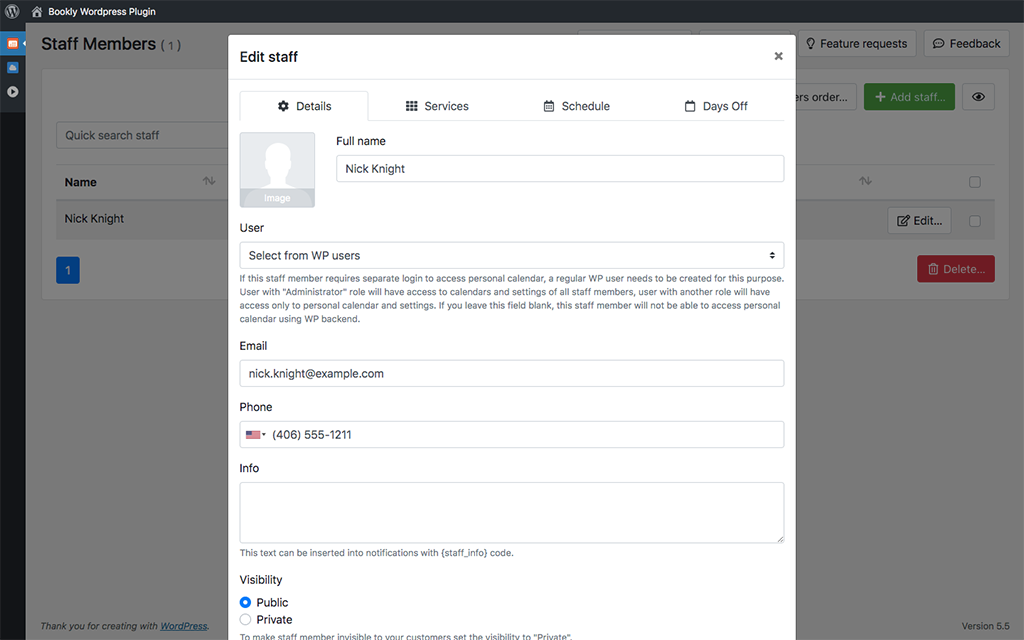 Bookly Wordpress Plugin
Staff Members ( 1 )
Feature requests
Feedback
Edit staff
×
Details
Services
Schedule
Days Off
order...
Add staff...
Quick search staff
Image
Full name
Nick Knight
Name
Nick Knight
Edit...
User
Select from WP users
If this staff member requires separate login to access personal calendar, a regular WP user needs to be created for this purpose.
User with "Administrator" role will have access to calendars and settings of all staff members, user with another role will have
access only to personal calendar and settings. If you leave this field blank, this staff member will not be able to access personal
calendar using WP backend.
1
Delete...
Email
nick.knight@example.com
Phone
(406) 555-1211
Info
This text can be inserted into notifications with {staff_info} code.
Visibility
Public
Private
To make staff member invisible to your customers set the visibility to "Private".
Thank you for creating with WordPress.
Version 5.5